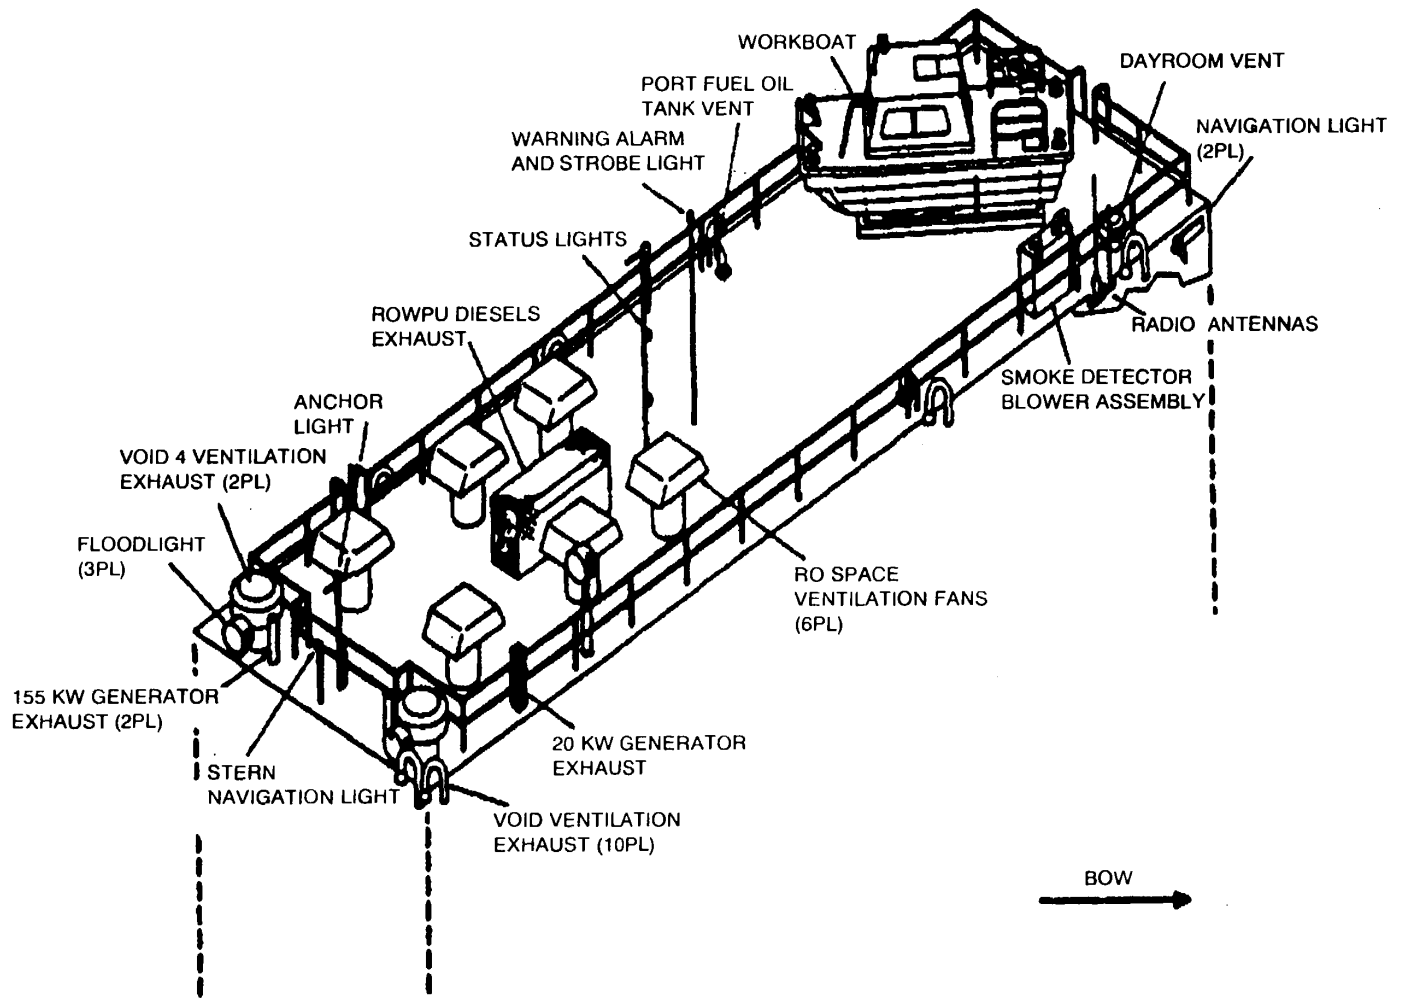 WORKBOAT
DAYROOM VENT
PORT FUEL OIL
TANK VENT
NAVIGATION LIGHT
(2PL)
WARNING ALARM
AND STROBE LIGHT
STATUS LIGHTS
ROWPU DIESELS
EXHAUST
RADIO ANTENNAS
SMOKE DETECTOR
BLOWER ASSEMBLY
ANCHOR
LIGHT
VOID 4 VENTILATION
EXHAUST (2PL)
FLOODLIGHT
(3PL)
RO SPACE
VENTILATION FANS
(6PL)
155 KW GENERATOR
EXHAUST (2PL)
20 KW GENERATOR
EXHAUST
STERN
NAVIGATION LIGHT
VOID VENTILATION
EXHAUST (10PL)
BOW